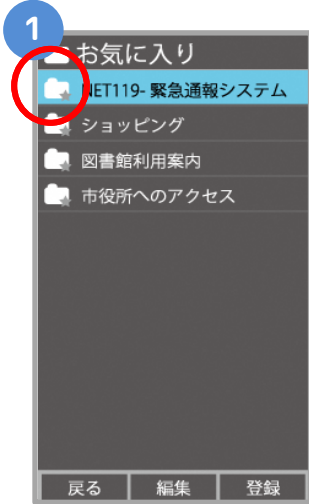 1
お気に入り
NET119-緊急通報システム
ショッピング
図書館利用案内
市役所へのアクセス
戻る 編集 登録